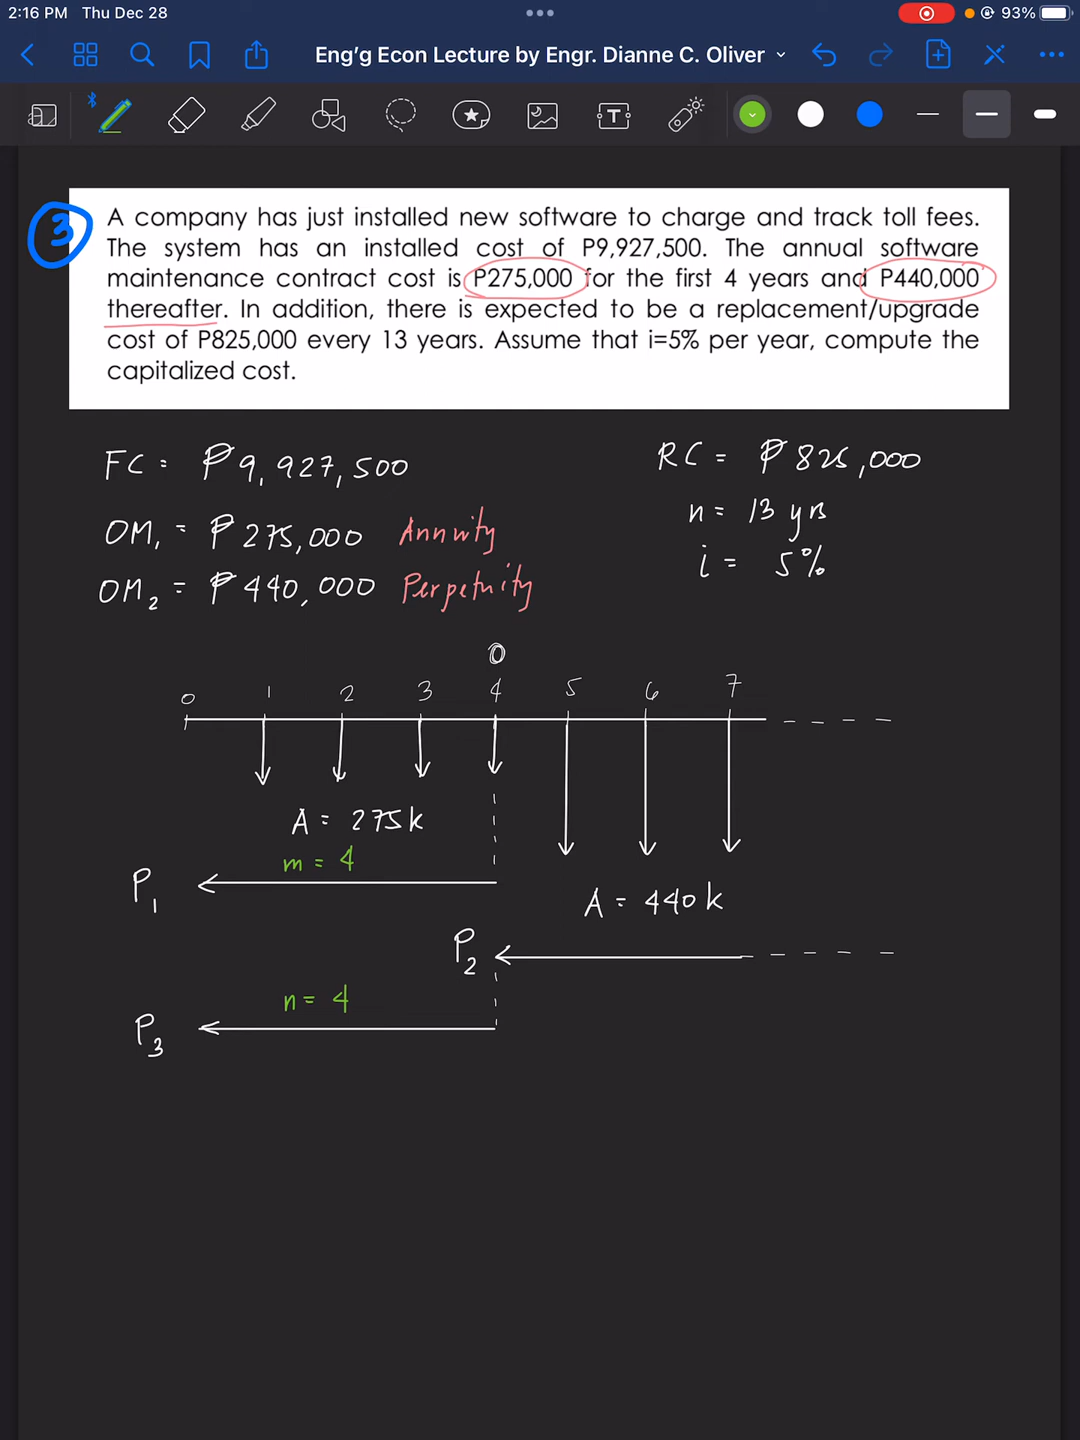 2:16 PM Thu Dec 28
93%
Eng'g Econ Lecture by Engr. Dianne C. Oliver
T
3
A company has just installed new software to charge and track toll fees.
The system has an installed cost of P9,927,500. The annual software
maintenance contract cost is P275,000 for the first 4 years and P440,000
thereafter. In addition, there is expected to be a replacement/upgrade
cost of P825,000 every 13 years. Assume that i=5% per year, compute the
capitalized cost.
FC = ₱9,927,500
RC = ₱825,000
n = 13 yrs
OM₁ = ₱275,000 Annuity
i = 5%
OM₂ = ₱440,000 Perpetuity
0
0 1 2 3 4 5 6 7
A = 275k
m = 4
P₁
A = 440k
P₂
n = 4
P₃